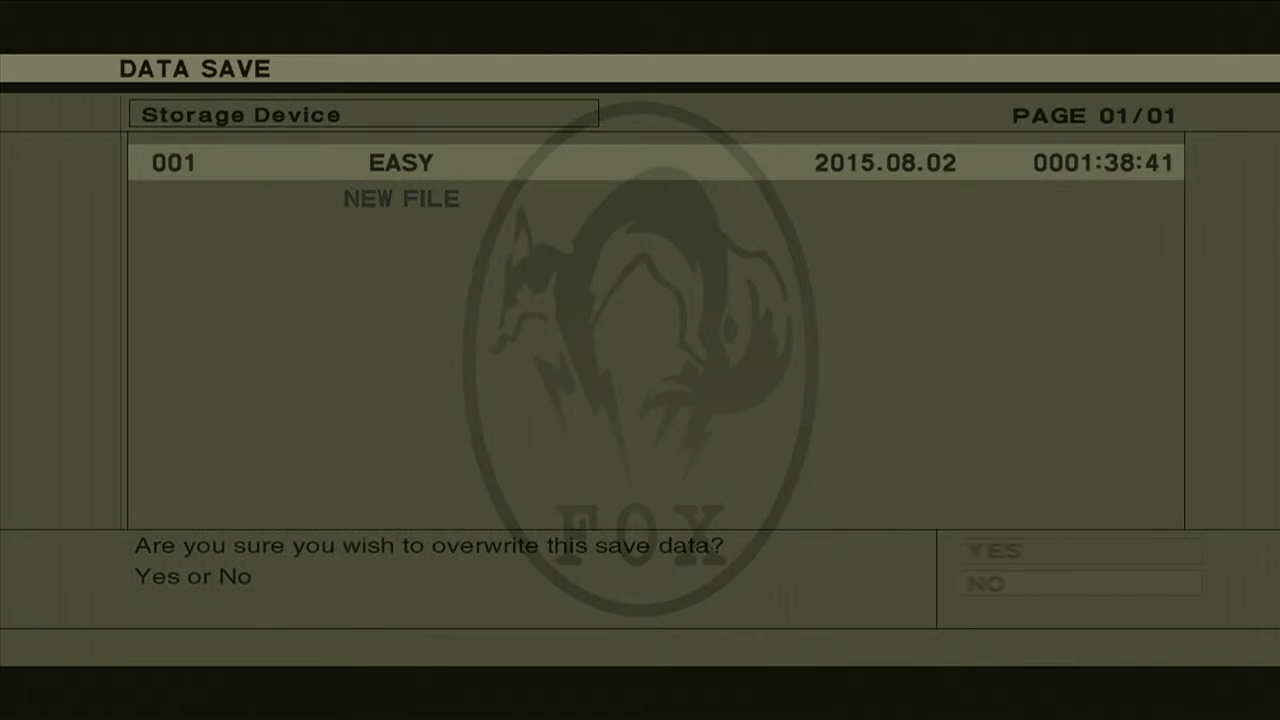 DATA SAVE
Storage Device
PAGE 01/01
001 EASY 2015.08.02 0001:38:41
NEW FILE
FOX
Are you sure you wish to overwrite this save data?
Yes or No
YES
NO